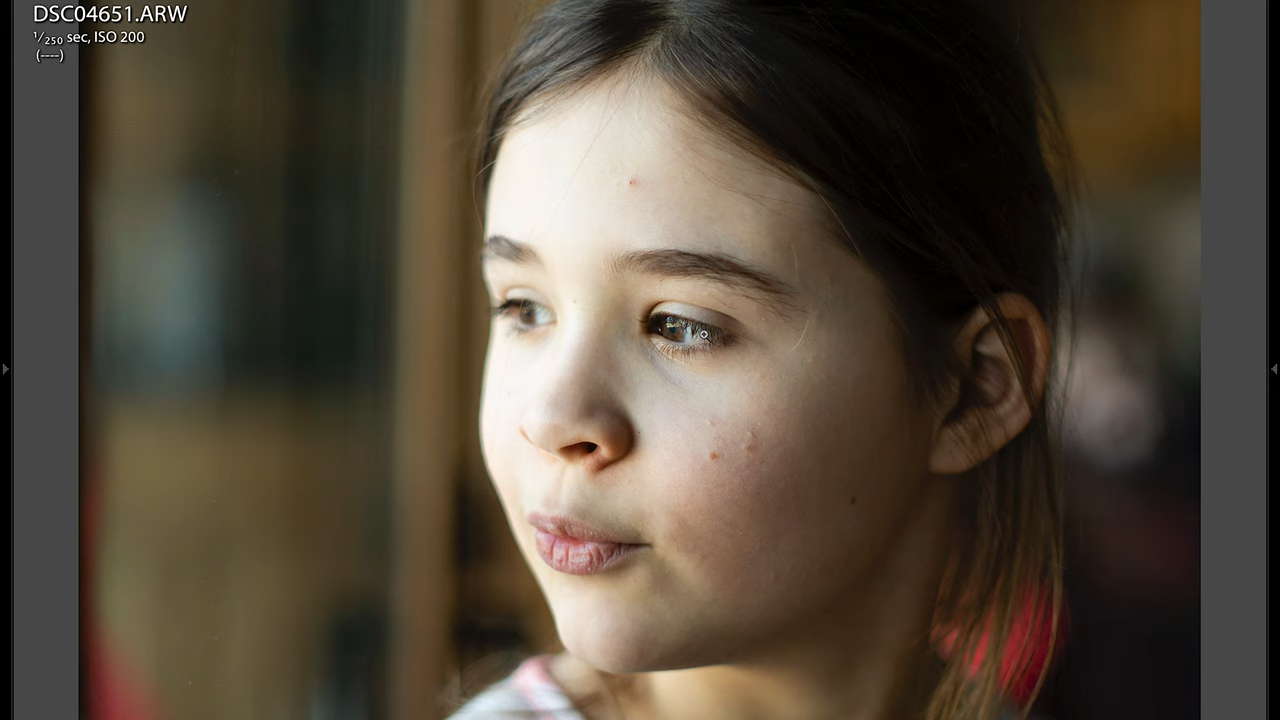 DSC04651.ARW
1/250 sec, ISO 200
(----)